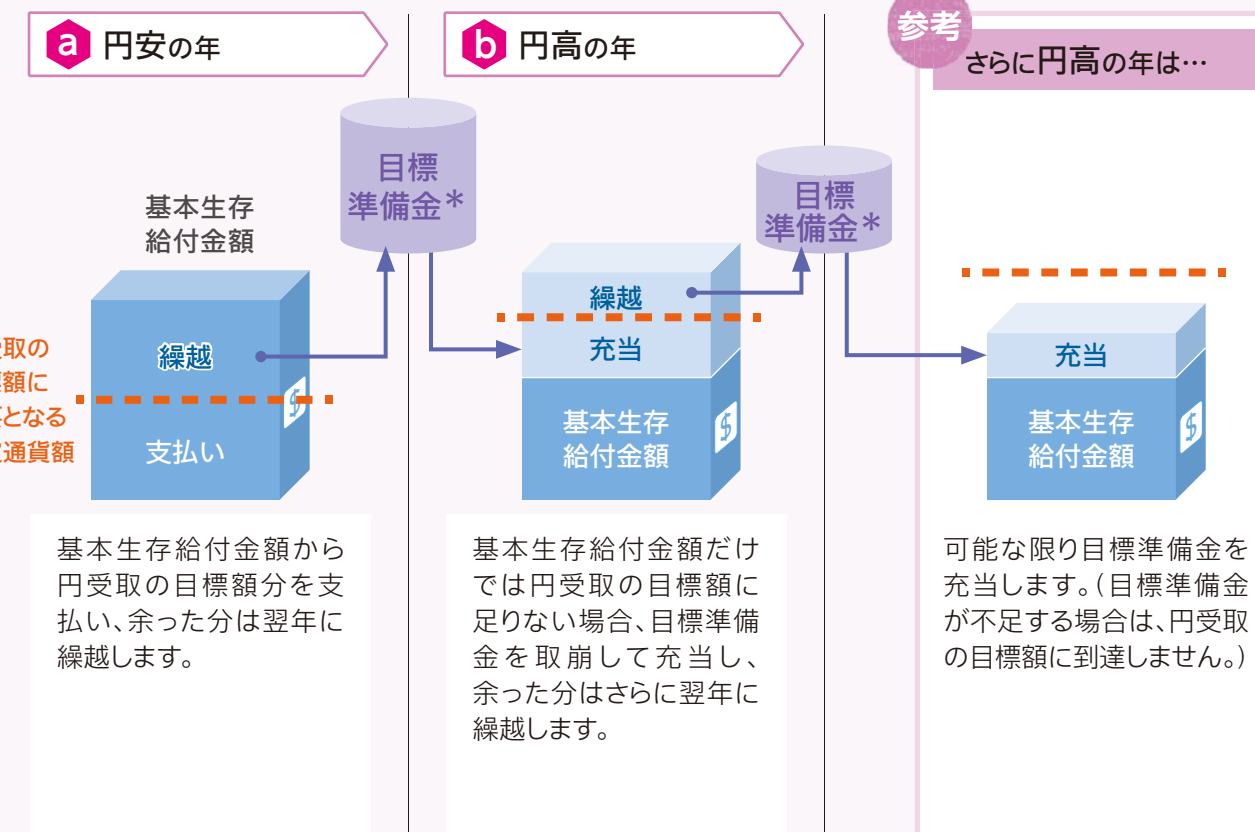 a 円安の年
基本生存
給付金額
目標
準備金*
繰越
取の
額に
となる
通貨額
支払い
$
基本生存給付金額から
円受取の目標額分を支
払い、余った分は翌年に
繰越します。
b 円高の年
目標
準備金*
繰越
充当
基本生存
給付金額
$
基本生存給付金額だけ
では円受取の目標額に
足りない場合、目標準備
金を取崩して充当し、
余った分はさらに翌年に
繰越します。
参考
さらに円高の年は…
充当
基本生存
給付金額
$
可能な限り目標準備金を
充当します。(目標準備金
が不足する場合は、円受取
の目標額に到達しません。)